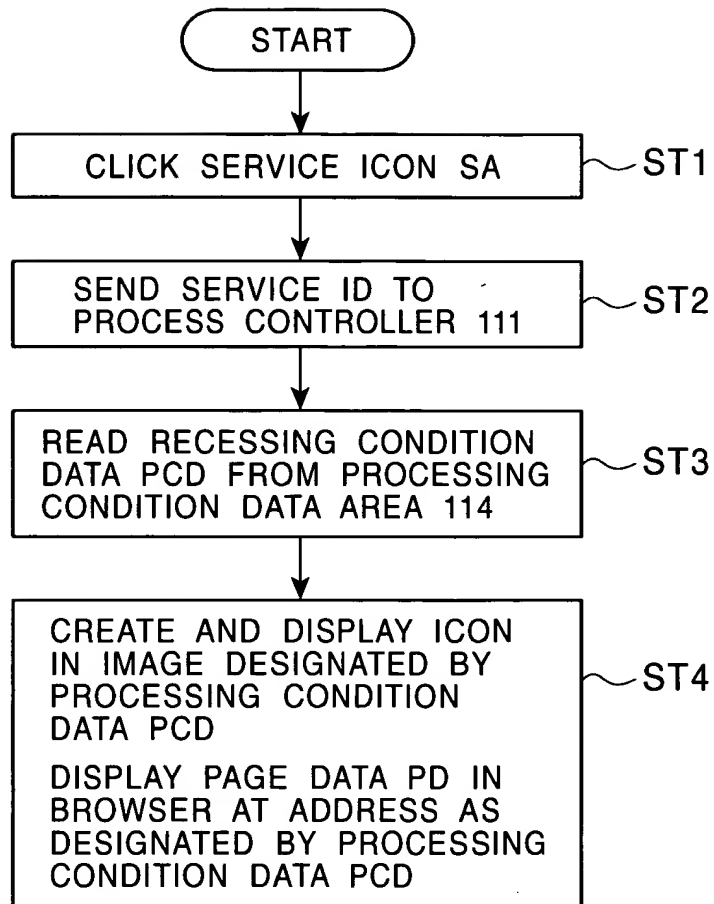 START
CLICK SERVICE ICON SA
ST1
SEND SERVICE ID TO
PROCESS CONTROLLER 111
ST2
READ RECESSING CONDITION
DATA PCD FROM PROCESSING
CONDITION DATA AREA 114
ST3
CREATE AND DISPLAY ICON
IN IMAGE DESIGNATED BY
PROCESSING CONDITION
DATA PCD
DISPLAY PAGE DATA PD IN
BROWSER AT ADDRESS AS
DESIGNATED BY PROCESSING
CONDITION DATA PCD
ST4